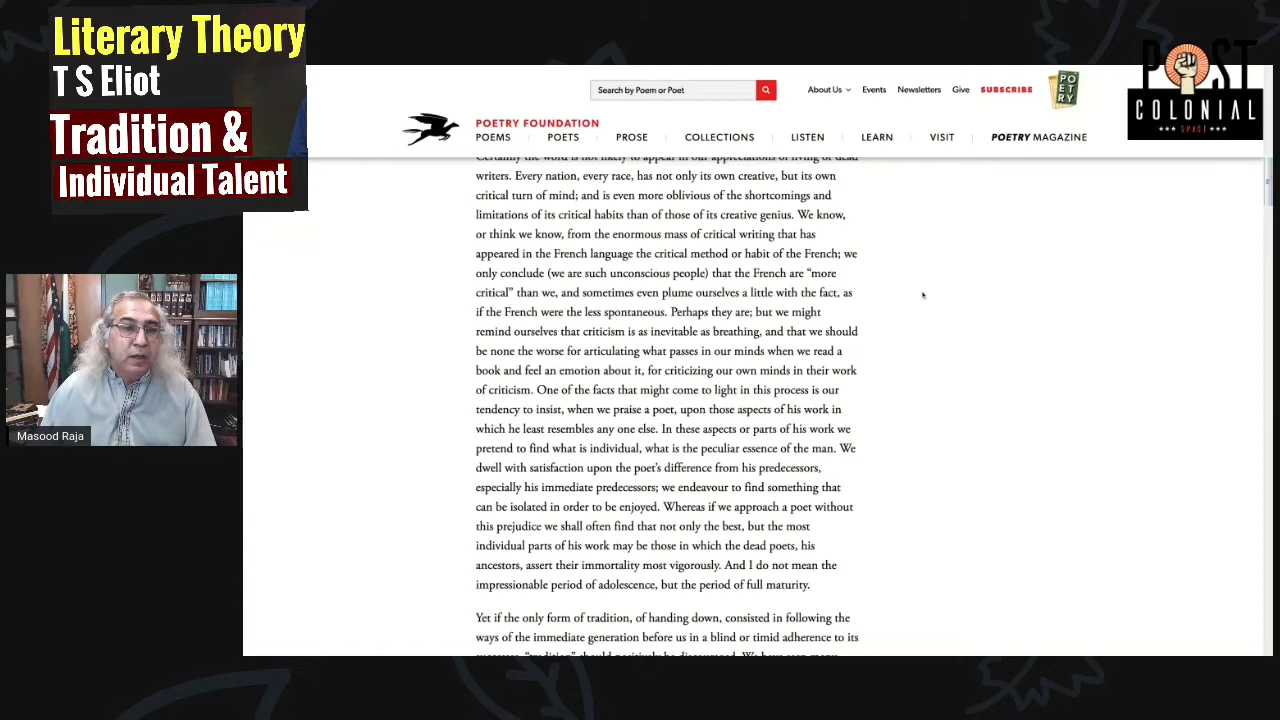 Literary Theory
T S Eliot
Tradition &
Individual Talent
POST
COLONIAL
SPACE
Search by Poem or Poet
About Us
Events
Newsletters
Give
SUBSCRIBE
POETRY
POETRY FOUNDATION
POEMS
POETS
PROSE
COLLECTIONS
LISTEN
LEARN
VISIT
POETRY MAGAZINE
Certainly the word is not likely to appear in our appreciations of living or dead
writers. Every nation, every race, has not only its own creative, but its own
critical turn of mind; and is even more oblivious of the shortcomings and
limitations of its critical habits than of those of its creative genius. We know,
or think we know, from the enormous mass of critical writing that has
appeared in the French language the critical method or habit of the French; we
only conclude (we are such unconscious people) that the French are “more
critical” than we, and sometimes even plume ourselves a little with the fact, as
if the French were the less spontaneous. Perhaps they are; but we might
remind ourselves that criticism is as inevitable as breathing, and that we should
be none the worse for articulating what passes in our minds when we read a
book and feel an emotion about it, for criticizing our own minds in their work
of criticism. One of the facts that might come to light in this process is our
tendency to insist, when we praise a poet, upon those aspects of his work in
which he least resembles any one else. In these aspects or parts of his work we
pretend to find what is individual, what is the peculiar essence of the man. We
dwell with satisfaction upon the poet’s difference from his predecessors,
especially his immediate predecessors; we endeavour to find something that
can be isolated in order to be enjoyed. Whereas if we approach a poet without
this prejudice we shall often find that not only the best, but the most
individual parts of his work may be those in which the dead poets, his
ancestors, assert their immortality most vigorously. And I do not mean the
impressionable period of adolescence, but the period of full maturity.
Yet if the only form of tradition, of handing down, consisted in following the
ways of the immediate generation before us in a blind or timid adherence to its
Masood Raja